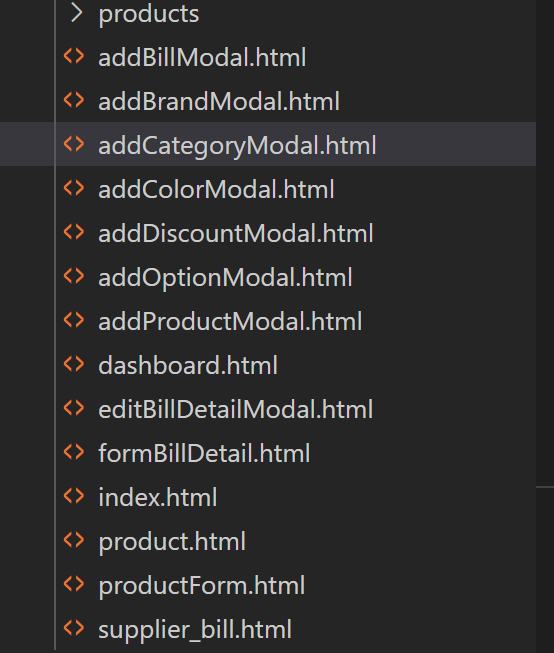 products
addBillModal.html
addBrandModal.html
addCategoryModal.html
addColorModal.html
addDiscountModal.html
addOptionModal.html
addProductModal.html
dashboard.html
editBillDetailModal.html
formBillDetail.html
index.html
product.html
productForm.html
supplier_bill.html